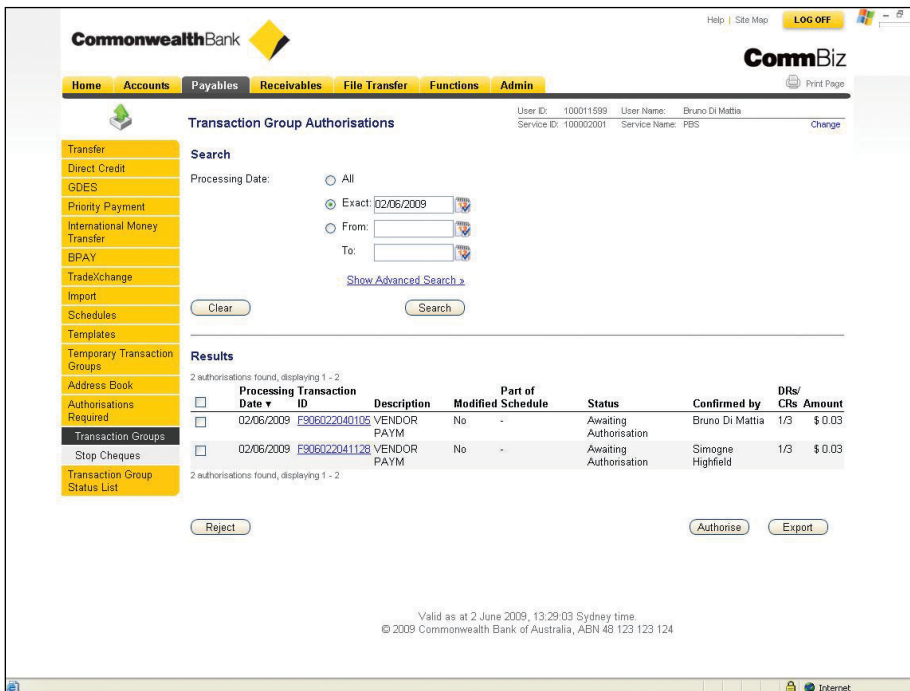 Help | Site Map LOG OFF
CommonwealthBank
CommBiz
Home Accounts Payables Receivables File Transfer Functions Admin Print Page
User ID: 100011599 User Name: Bruno Di Mattia
Transaction Group Authorisations
Service ID: 100002001 Service Name: PBS Change
Transfer
Direct Credit
GDES
Priority Payment
International Money
Transfer
BPAY
TradeXchange
Import
Schedules
Templates
Temporary Transaction
Groups
Address Book
Authorisations
Required
Transaction Groups
Stop Cheques
Transaction Group
Status List
Search
Processing Date: All
Exact: 02/06/2009
From:
To:
Show Advanced Search »
Clear Search
Results
2 authorisations found, displaying 1 - 2
Processing Transaction Part of DRs/
Date ▾ ID Description Modified Schedule Status Confirmed by CRs Amount
02/06/2009 F906022040105 VENDOR No - Awaiting Bruno Di Mattia 1/3 $ 0.03
PAYM Authorisation
02/06/2009 F906022041128 VENDOR No - Awaiting Simogne 1/3 $ 0.03
PAYM Authorisation Highfield
2 authorisations found, displaying 1 - 2
Reject Authorise Export
Valid as at 2 June 2009, 13:29:03 Sydney time.
© 2009 Commonwealth Bank of Australia, ABN 48 123 123 124
Internet